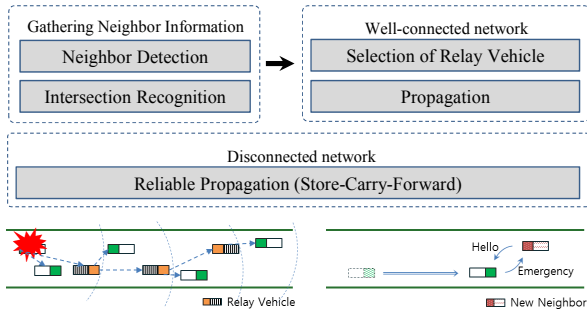 Gathering Neighbor Information
Neighbor Detection
Intersection Recognition
Well-connected network
Selection of Relay Vehicle
Propagation
Disconnected network
Reliable Propagation (Store-Carry-Forward)
Hello
Emergency
Relay Vehicle
New Neighbor